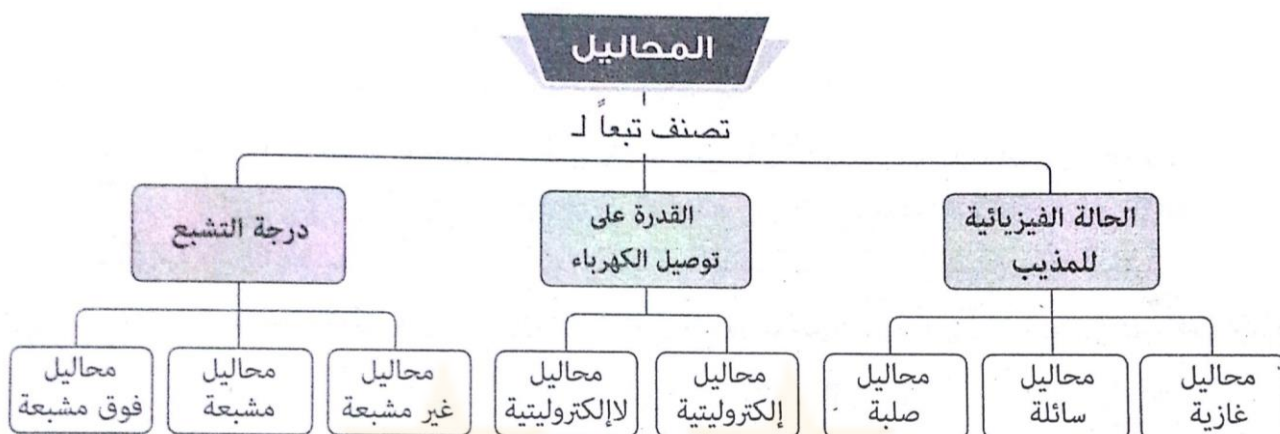 المحاليل
تصنف تبعاً لـ
الحالة الفيزيائية
للمذيب
القدرة على
توصيل الكهرباء
درجة التشبع
محاليل
غازية
محاليل
سائلة
محاليل
صلبة
محاليل
إلكتروليتية
محاليل
لاإلكتروليتية
محاليل
غير مشبعة
محاليل
مشبعة
محاليل
فوق مشبعة